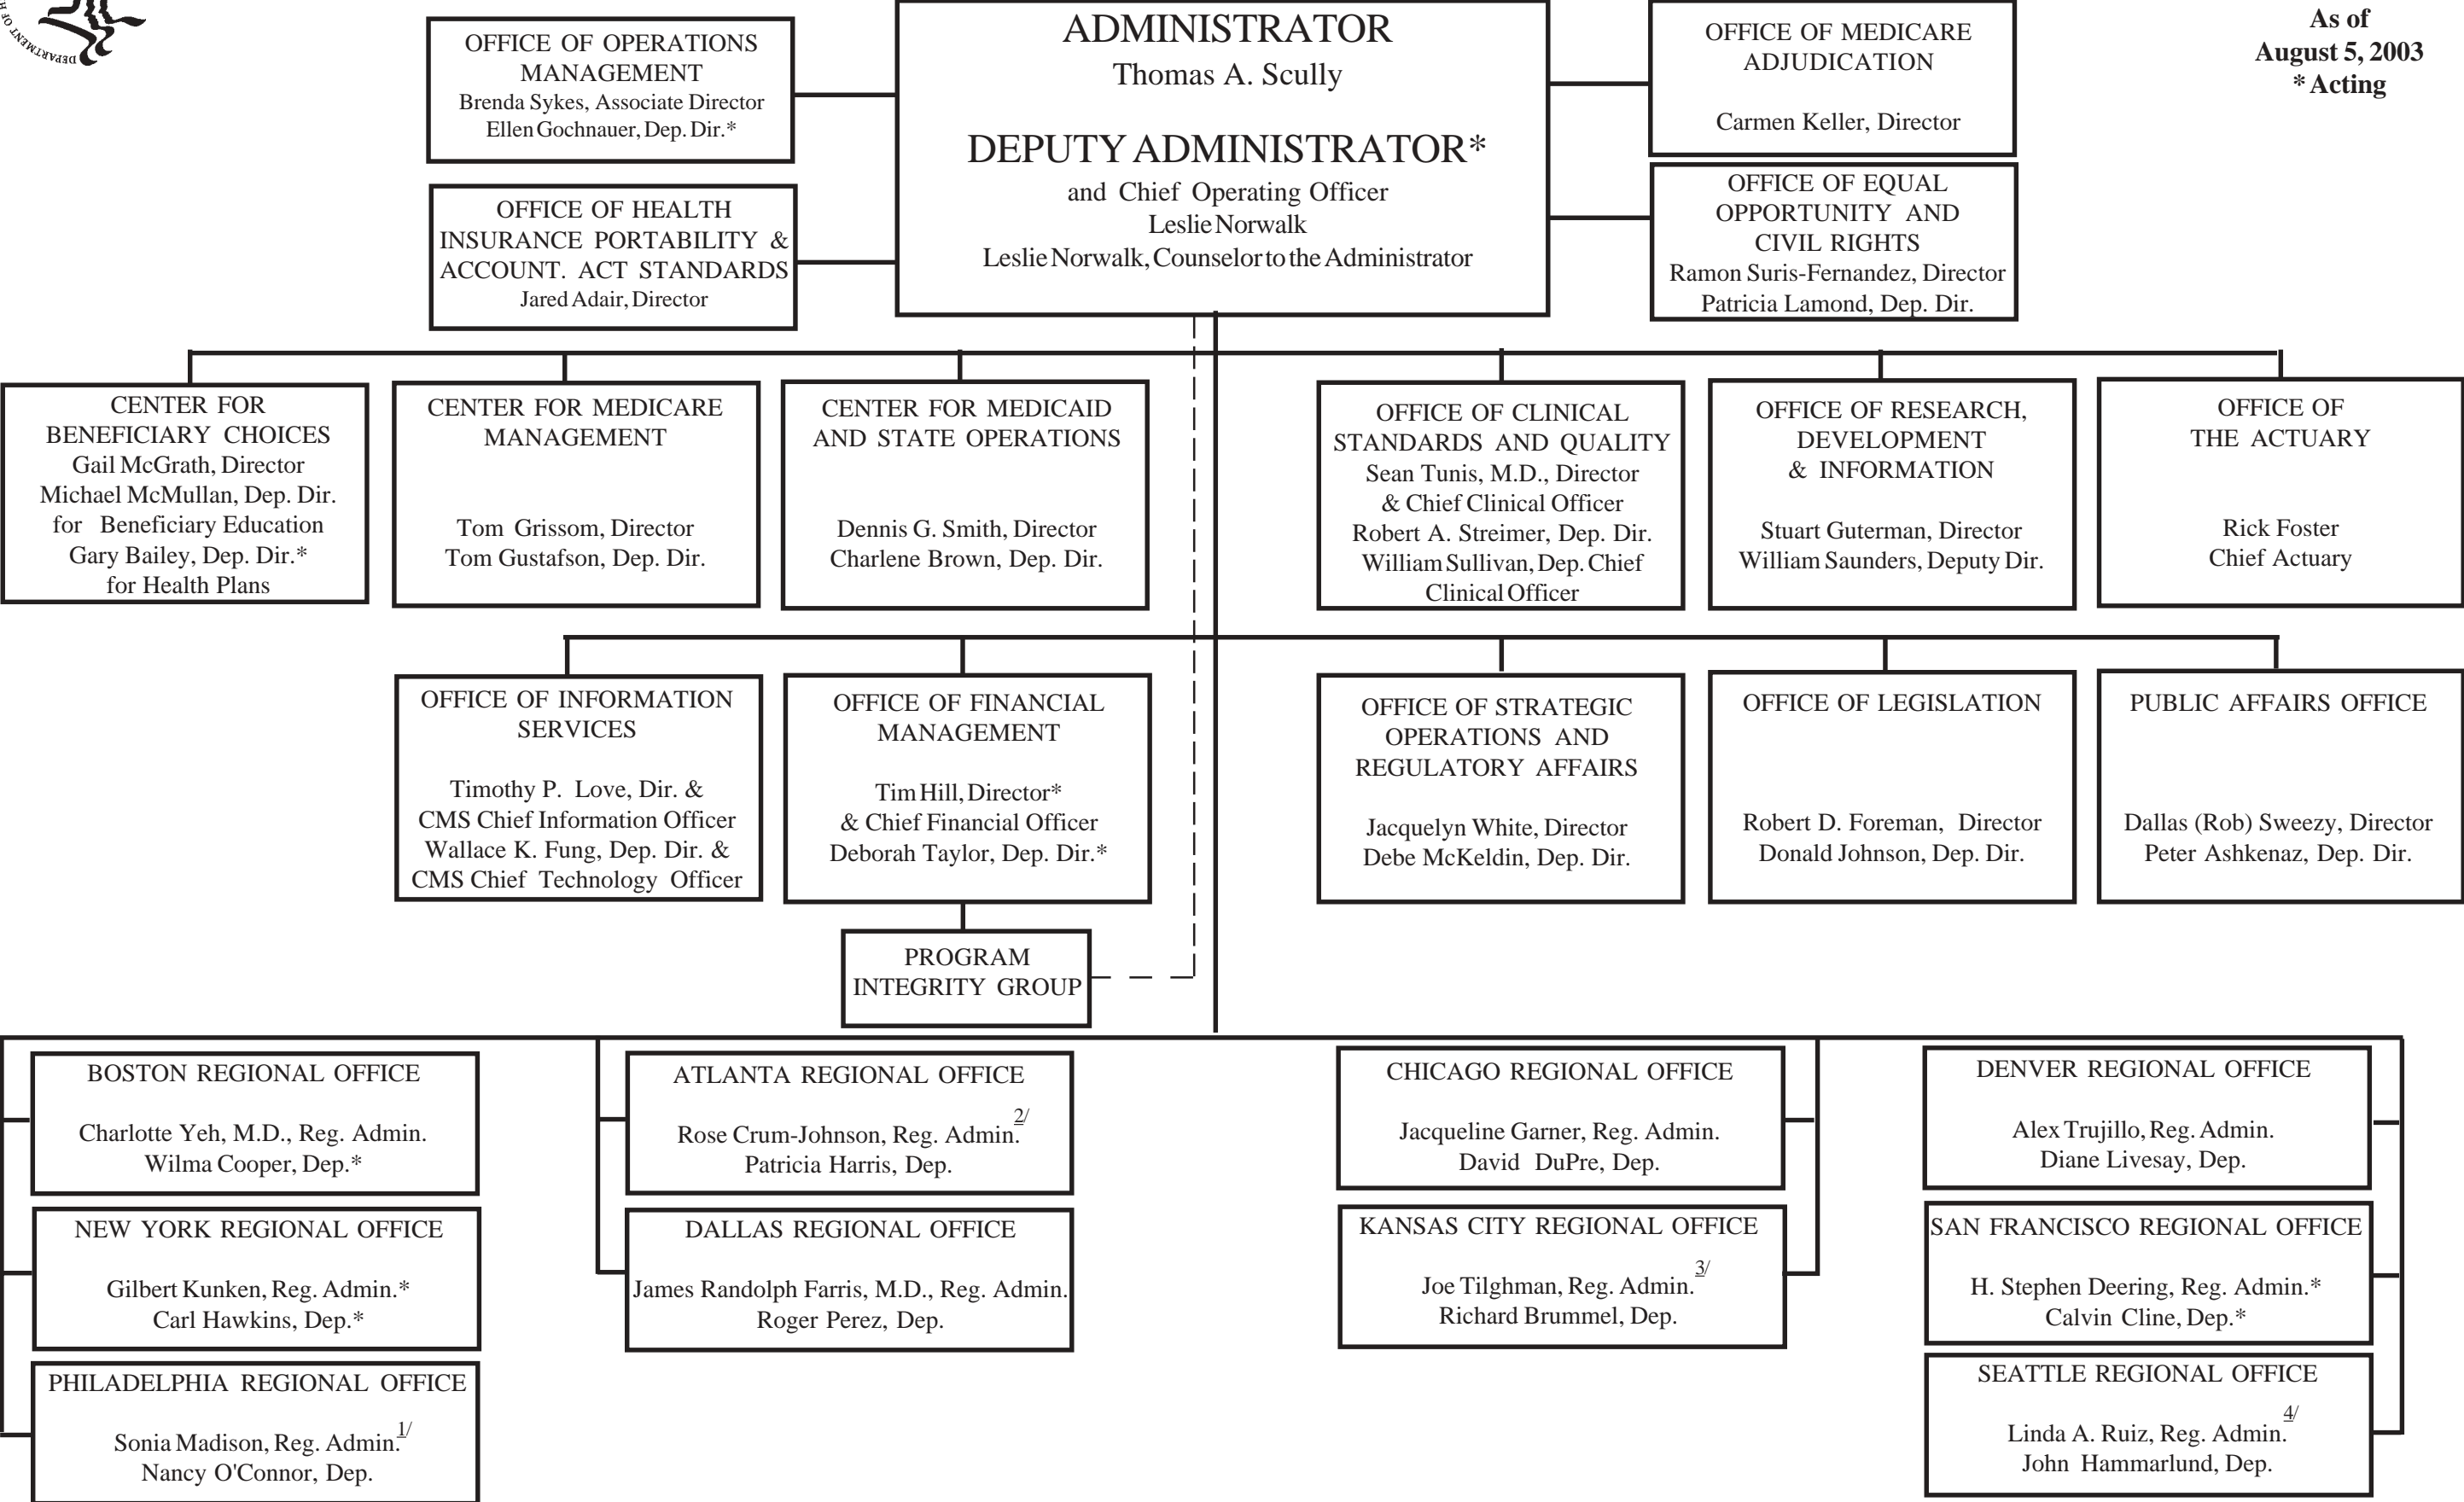 DEPARTMENT OF H
OFFICE OF OPERATIONS
MANAGEMENT
Brenda Sykes, Associate Director
Ellen Gochnauer, Dep. Dir.*
OFFICE OF HEALTH
INSURANCE PORTABILITY &
ACCOUNT. ACT STANDARDS
Jared Adair, Director
ADMINISTRATOR
Thomas A. Scully
DEPUTY ADMINISTRATOR*
and Chief Operating Officer
Leslie Norwalk
Leslie Norwalk, Counselor to the Administrator
OFFICE OF MEDICARE
ADJUDICATION
Carmen Keller, Director
OFFICE OF EQUAL
OPPORTUNITY AND
CIVIL RIGHTS
Ramon Suris-Fernandez, Director
Patricia Lamond, Dep. Dir.
As of
August 5, 2003
* Acting
CENTER FOR
BENEFICIARY CHOICES
Gail McGrath, Director
Michael McMullan, Dep. Dir.
for Beneficiary Education
Gary Bailey, Dep. Dir.*
for Health Plans
CENTER FOR MEDICARE
MANAGEMENT
Tom Grissom, Director
Tom Gustafson, Dep. Dir.
CENTER FOR MEDICAID
AND STATE OPERATIONS
Dennis G. Smith, Director
Charlene Brown, Dep. Dir.
OFFICE OF CLINICAL
STANDARDS AND QUALITY
Sean Tunis, M.D., Director
& Chief Clinical Officer
Robert A. Streimer, Dep. Dir.
William Sullivan, Dep. Chief
Clinical Officer
OFFICE OF RESEARCH,
DEVELOPMENT
& INFORMATION
Stuart Guterman, Director
William Saunders, Deputy Dir.
OFFICE OF
THE ACTUARY
Rick Foster
Chief Actuary
OFFICE OF INFORMATION
SERVICES
Timothy P. Love, Dir. &
CMS Chief Information Officer
Wallace K. Fung, Dep. Dir. &
CMS Chief Technology Officer
OFFICE OF FINANCIAL
MANAGEMENT
Tim Hill, Director*
& Chief Financial Officer
Deborah Taylor, Dep. Dir.*
OFFICE OF STRATEGIC
OPERATIONS AND
REGULATORY AFFAIRS
Jacquelyn White, Director
Debe McKeldin, Dep. Dir.
OFFICE OF LEGISLATION
Robert D. Foreman, Director
Donald Johnson, Dep. Dir.
PUBLIC AFFAIRS OFFICE
Dallas (Rob) Sweezy, Director
Peter Ashkenaz, Dep. Dir.
PROGRAM
INTEGRITY GROUP
BOSTON REGIONAL OFFICE
Charlotte Yeh, M.D., Reg. Admin.
Wilma Cooper, Dep.*
NEW YORK REGIONAL OFFICE
Gilbert Kunken, Reg. Admin.*
Carl Hawkins, Dep.*
PHILADELPHIA REGIONAL OFFICE
Sonia Madison, Reg. Admin. 1/
Nancy O'Connor, Dep.
ATLANTA REGIONAL OFFICE
Rose Crum-Johnson, Reg. Admin. 2/
Patricia Harris, Dep.
DALLAS REGIONAL OFFICE
James Randolph Farris, M.D., Reg. Admin.
Roger Perez, Dep.
CHICAGO REGIONAL OFFICE
Jacqueline Garner, Reg. Admin.
David DuPre, Dep.
KANSAS CITY REGIONAL OFFICE
Joe Tilghman, Reg. Admin. 3/
Richard Brummel, Dep.
DENVER REGIONAL OFFICE
Alex Trujillo, Reg. Admin.
Diane Livesay, Dep.
SAN FRANCISCO REGIONAL OFFICE
H. Stephen Deering, Reg. Admin.*
Calvin Cline, Dep.*
SEATTLE REGIONAL OFFICE
Linda A. Ruiz, Reg. Admin. 4/
John Hammarlund, Dep.